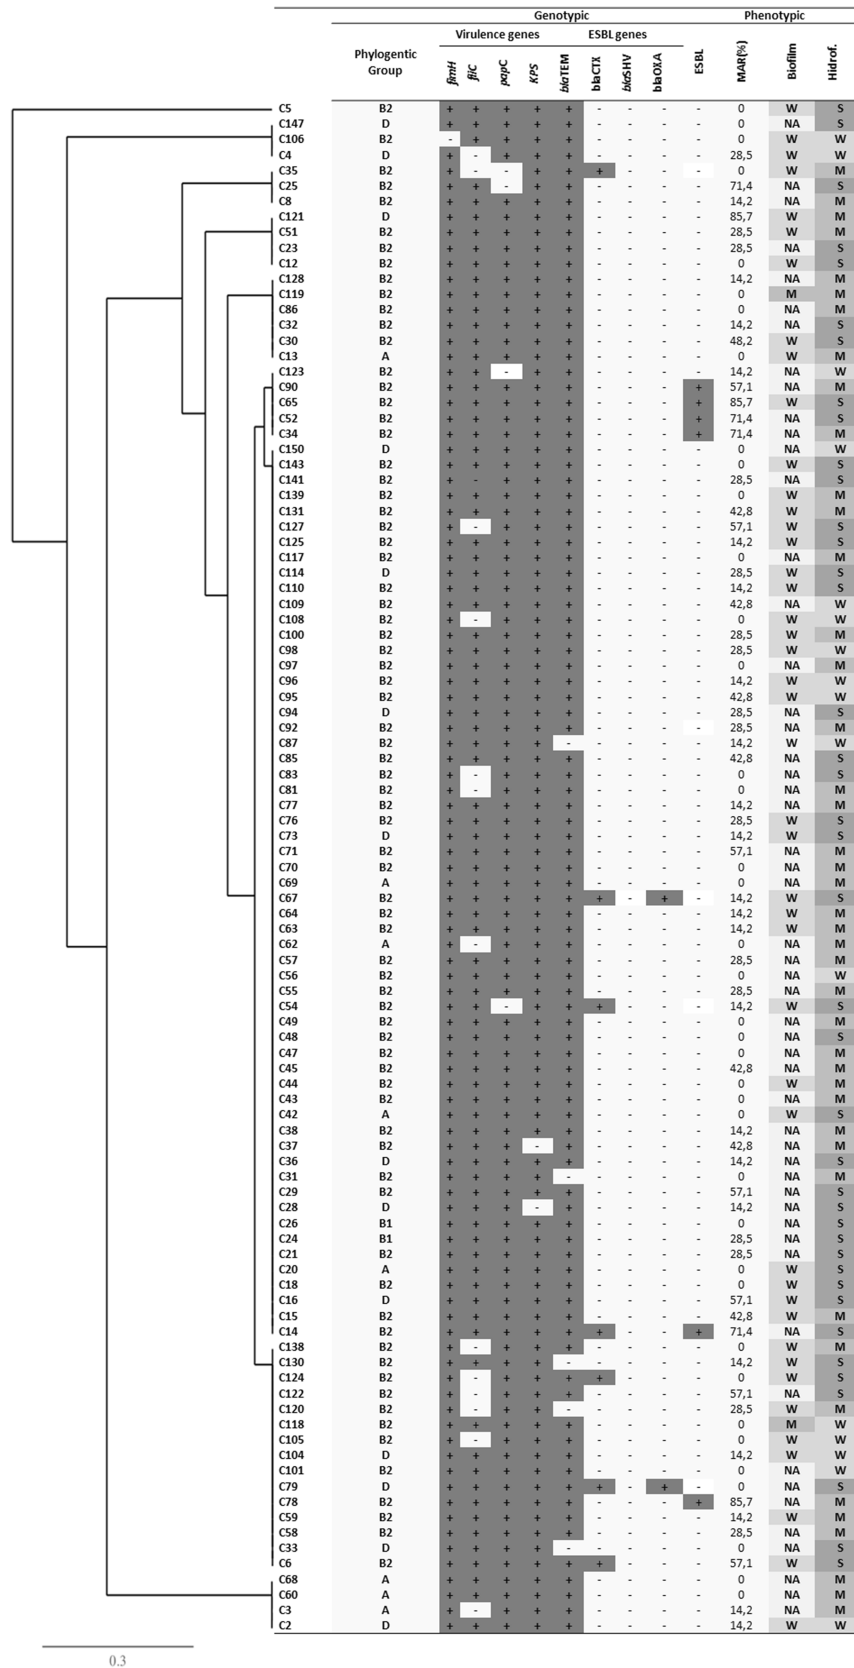 Genotypic Phenotypic
Virulence genes ESBL genes
Phylogentic Group fimH fliC papC KPS blaTEM blaCTX blaSHV blaOXA ESBL MAR(%) Biofilm Hidrof.
C5 B2 + + + + + - - - - 0 W S
C147 D + + + + + - - - - 0 NA S
C106 B2 - + + + + - - - - 0 W W
C4 D + - + + + - - - - 28,5 W W
C35 B2 + - - + + + - - - 0 W M
C25 B2 + + - + + - - - - 71,4 NA S
C8 B2 + + + + + - - - - 14,2 NA M
C121 D + + + + + - - - - 85,7 W M
C51 B2 + + + + + - - - - 28,5 W M
C23 B2 + + + + + - - - - 28,5 NA S
C12 B2 + + + + + - - - - 0 W S
C128 B2 + + + + + - - - - 14,2 NA M
C119 B2 + + + + + - - - - 0 M M
C86 B2 + + + + + - - - - 0 NA M
C32 B2 + + + + + - - - - 14,2 NA S
C30 B2 + + + + + - - - - 48,2 W S
C13 A + + + + + - - - - 0 W M
C123 B2 + + - + + - - - - 14,2 NA W
C90 B2 + + + + + - - - + 57,1 NA M
C65 B2 + + + + + - - - + 85,7 W S
C52 B2 + + + + + - - - + 71,4 NA S
C34 B2 + + + + + - - - + 71,4 NA M
C150 D + + + + + - - - - 0 NA W
C143 B2 + + + + + - - - - 0 W S
C141 B2 + - + + + - - - - 28,5 NA S
C139 B2 + + + + + - - - - 0 W M
C131 B2 + + + + + - - - - 42,8 W M
C127 B2 + - + + + - - - - 57,1 W S
C125 B2 + + + + + - - - - 14,2 W S
C117 B2 + + + + + - - - - 0 NA M
C114 D + + + + + - - - - 28,5 W S
C110 B2 + + + + + - - - - 14,2 W S
C109 B2 + + + + + - - - - 42,8 NA W
C108 B2 + - + + + - - - - 0 W W
C100 B2 + + + + + - - - - 28,5 W M
C98 B2 + + + + + - - - - 28,5 W W
C97 B2 + + + + + - - - - 0 NA M
C96 B2 + + + + + - - - - 14,2 W W
C95 B2 + + + + + - - - - 42,8 W W
C94 D + + + + + - - - - 28,5 NA S
C92 B2 + + + + + - - - - 28,5 NA M
C87 B2 + + + + - - - - - 14,2 W W
C85 B2 + + + + + - - - - 42,8 NA S
C83 B2 + - + + + - - - - 0 NA S
C81 B2 + - + + + - - - - 0 NA M
C77 B2 + + + + + - - - - 14,2 NA M
C76 B2 + + + + + - - - - 28,5 W S
C73 D + + + + + - - - - 14,2 W S
C71 B2 + + + + + - - - - 57,1 NA M
C70 B2 + + + + + - - - - 0 NA M
C69 A + + + + + - - - - 0 NA M
C67 B2 + + + + + + - + - 14,2 W S
C64 B2 + + + + + - - - - 14,2 W M
C63 B2 + + + + + - - - - 14,2 W M
C62 A + - + + + - - - - 0 NA M
C57 B2 + + + + + - - - - 28,5 NA M
C56 B2 + + + + + - - - - 0 NA W
C55 B2 + + + + + - - - - 28,5 NA M
C54 B2 + + - + + + - - - 14,2 W S
C49 B2 + + + + + - - - - 0 NA M
C48 B2 + + + + + - - - - 0 NA S
C47 B2 + + + + + - - - - 0 NA M
C45 B2 + + + + + - - - - 42,8 NA M
C44 B2 + + + + + - - - - 0 W M
C43 B2 + + + + + - - - - 0 NA M
C42 A + + + + + - - - - 0 W S
C38 B2 + + + + + - - - - 14,2 NA M
C37 B2 + + + - + - - - - 42,8 NA M
C36 D + + + + + - - - - 14,2 NA S
C31 B2 + + + + - - - - - 0 NA M
C29 B2 + + + + + - - - - 57,1 NA S
C28 D + + + - + - - - - 14,2 NA S
C26 B1 + + + + + - - - - 0 NA S
C24 B1 + + + + + - - - - 28,5 NA S
C21 B2 + + + + + - - - - 28,5 NA S
C20 A + + + + + - - - - 0 W S
C18 B2 + + + + + - - - - 0 W S
C16 D + + + + + - - - - 57,1 W S
C15 B2 + + + + + - - - - 42,8 W M
C14 B2 + + + + + + - - + 71,4 NA S
C138 B2 + - + + + - - - - 0 W M
C130 B2 + + + + - - - - - 14,2 W S
C124 B2 + - + + + + - - - 0 W S
C122 B2 + - + + + - - - - 57,1 NA S
C120 B2 + - + + - - - - - 28,5 W M
C118 B2 + + + + + - - - - 0 M W
C105 B2 + - + + + - - - - 0 W W
C104 D + + + + + - - - - 14,2 W W
C101 B2 + + + + + - - - - 0 NA W
C79 D + + + + + + - + - 0 NA S
C78 B2 + + + + + - - - + 85,7 NA M
C59 B2 + + + + + - - - - 14,2 W M
C58 B2 + + + + + - - - - 28,5 NA M
C33 D + + + + - - - - - 0 NA S
C6 B2 + + + + + + - - - 57,1 W S
C68 A + + + + + - - - - 0 NA M
C60 A + + + + + - - - - 0 NA M
C3 A + - + + + - - - - 14,2 NA M
C2 D + + + + + - - - - 14,2 W W
0.3